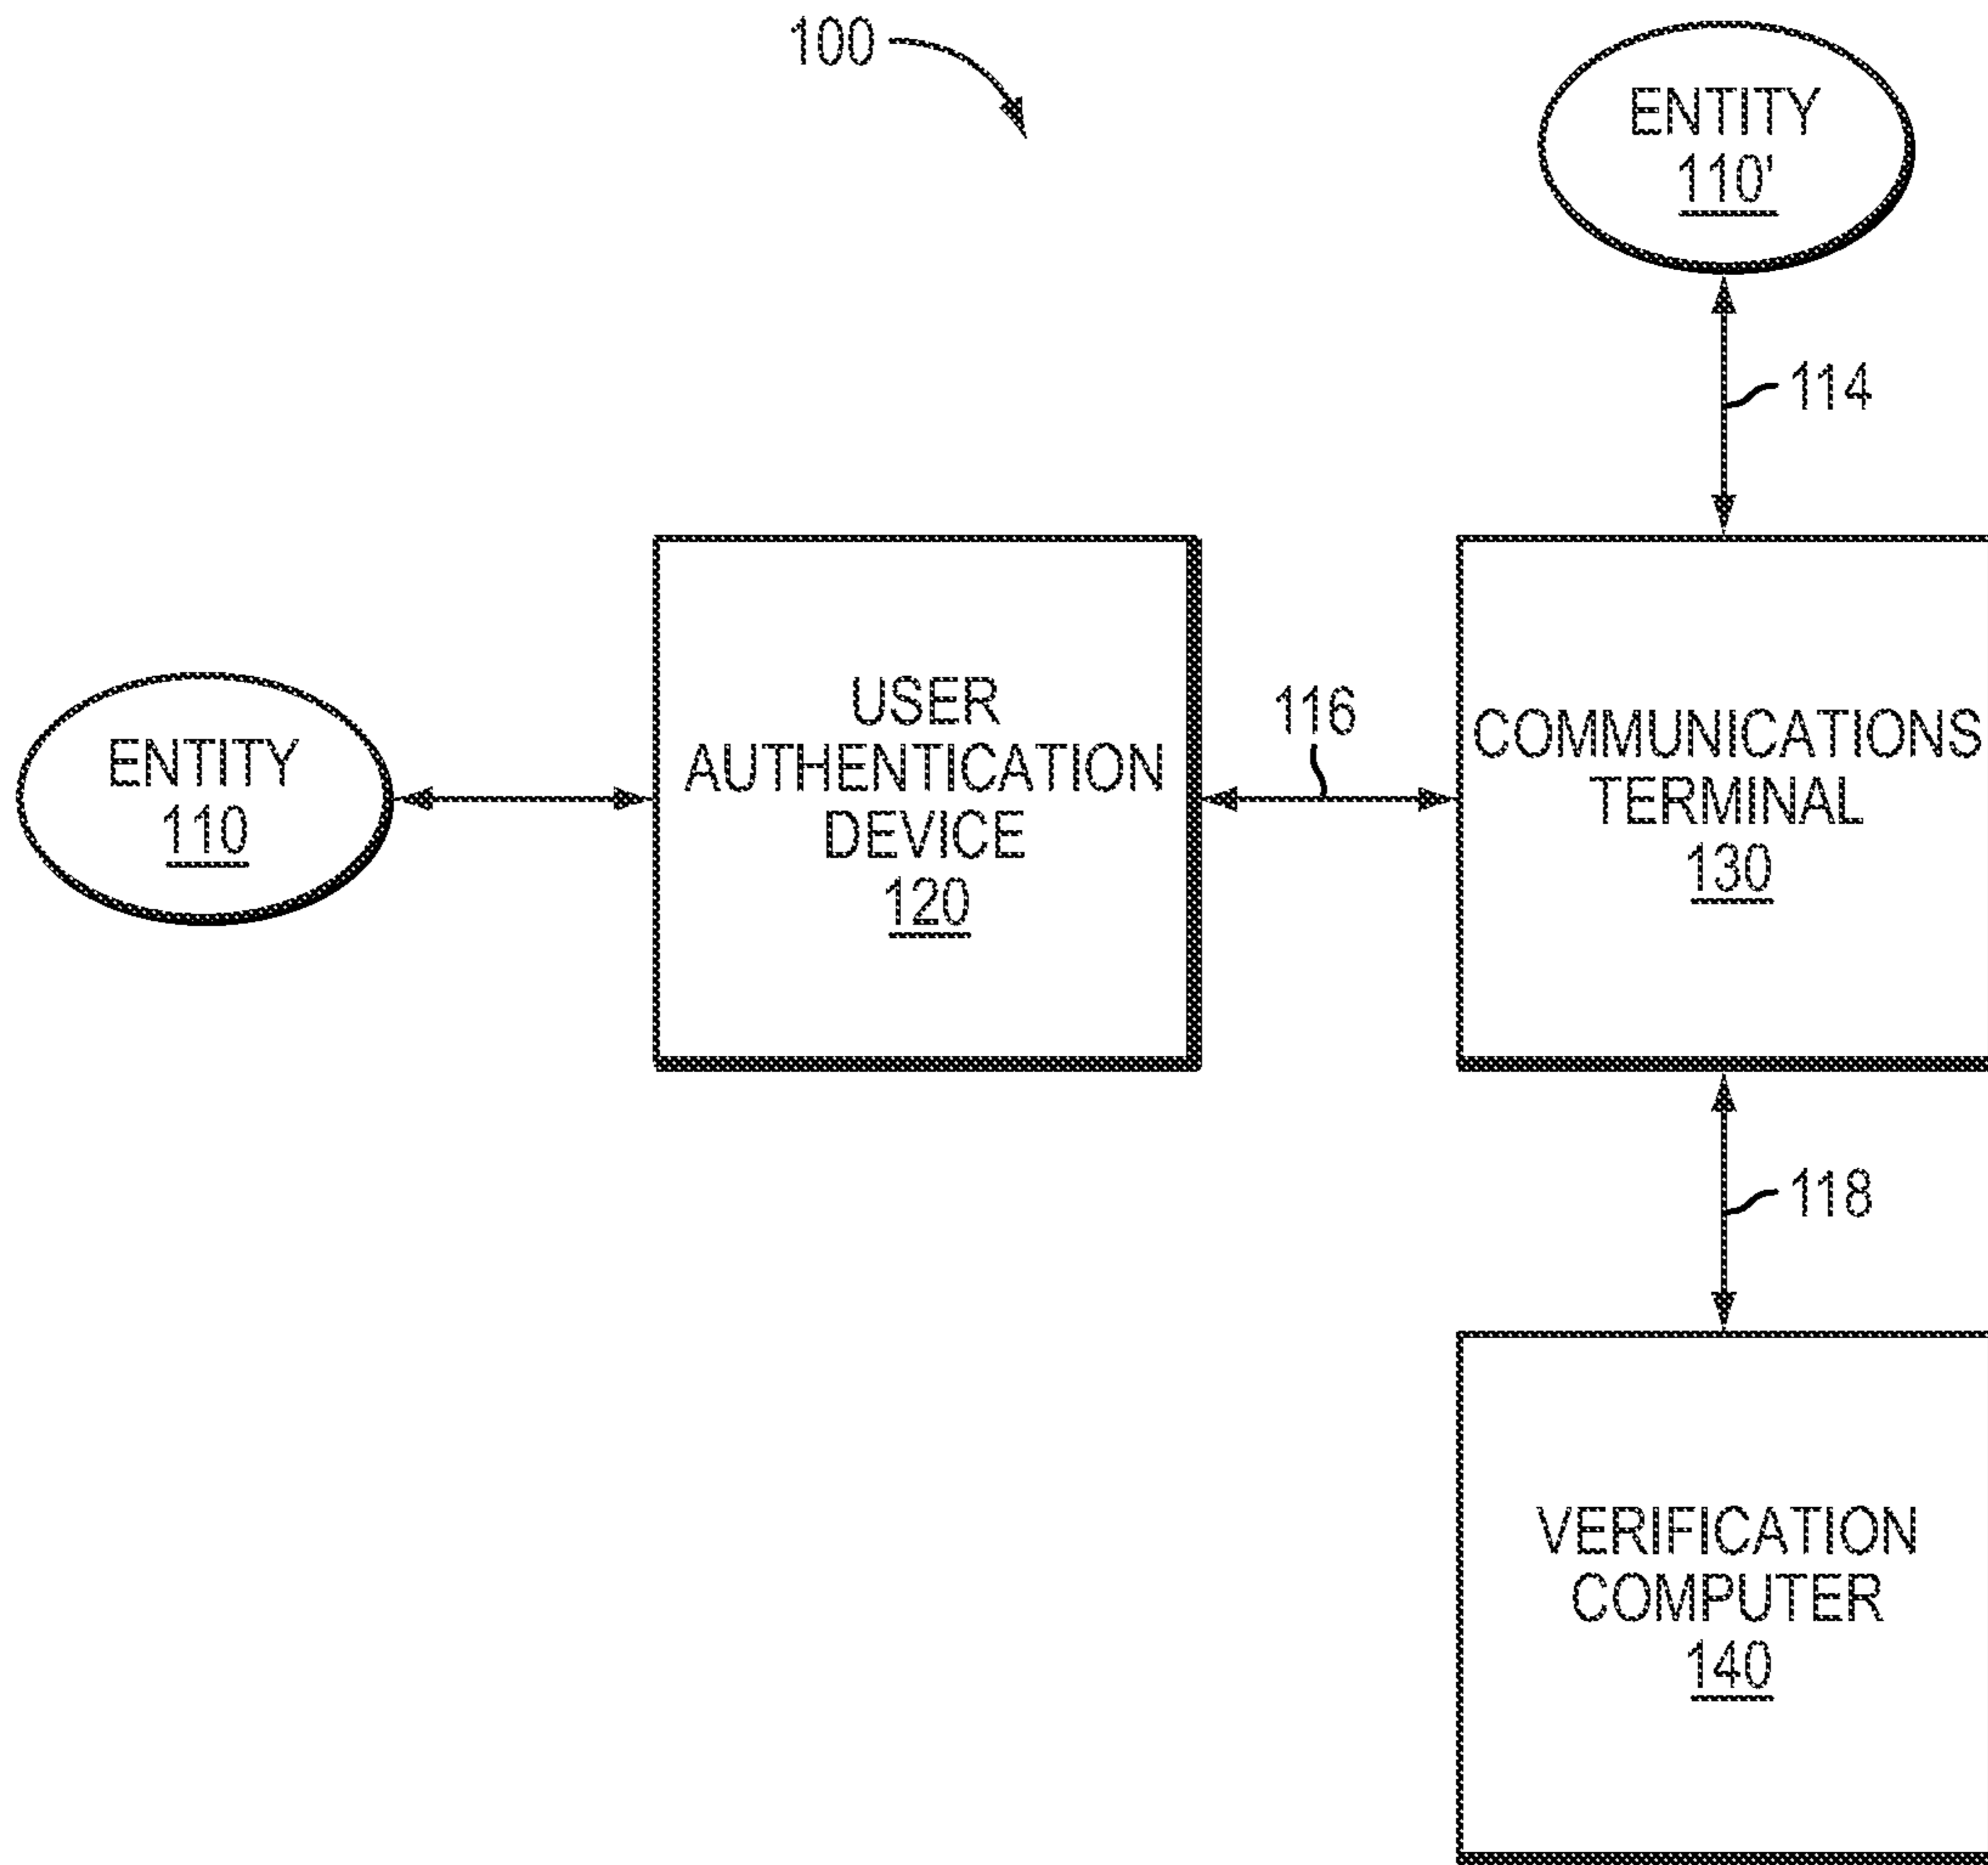 100
ENTITY
110'
114
ENTITY
110
USER
AUTHENTICATION
DEVICE
120
116
COMMUNICATIONS
TERMINAL
130
118
VERIFICATION
COMPUTER
140